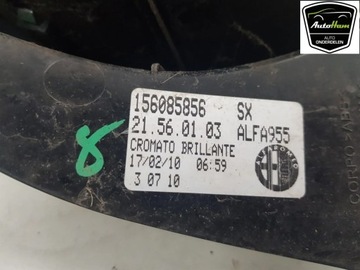 AutoHam
AUTO-ONDERDELEN
156085856 SX
21.56.01.03 ALFA955
CROMATO BRILLANTE
17/02/10 06:59
3 07 10
8